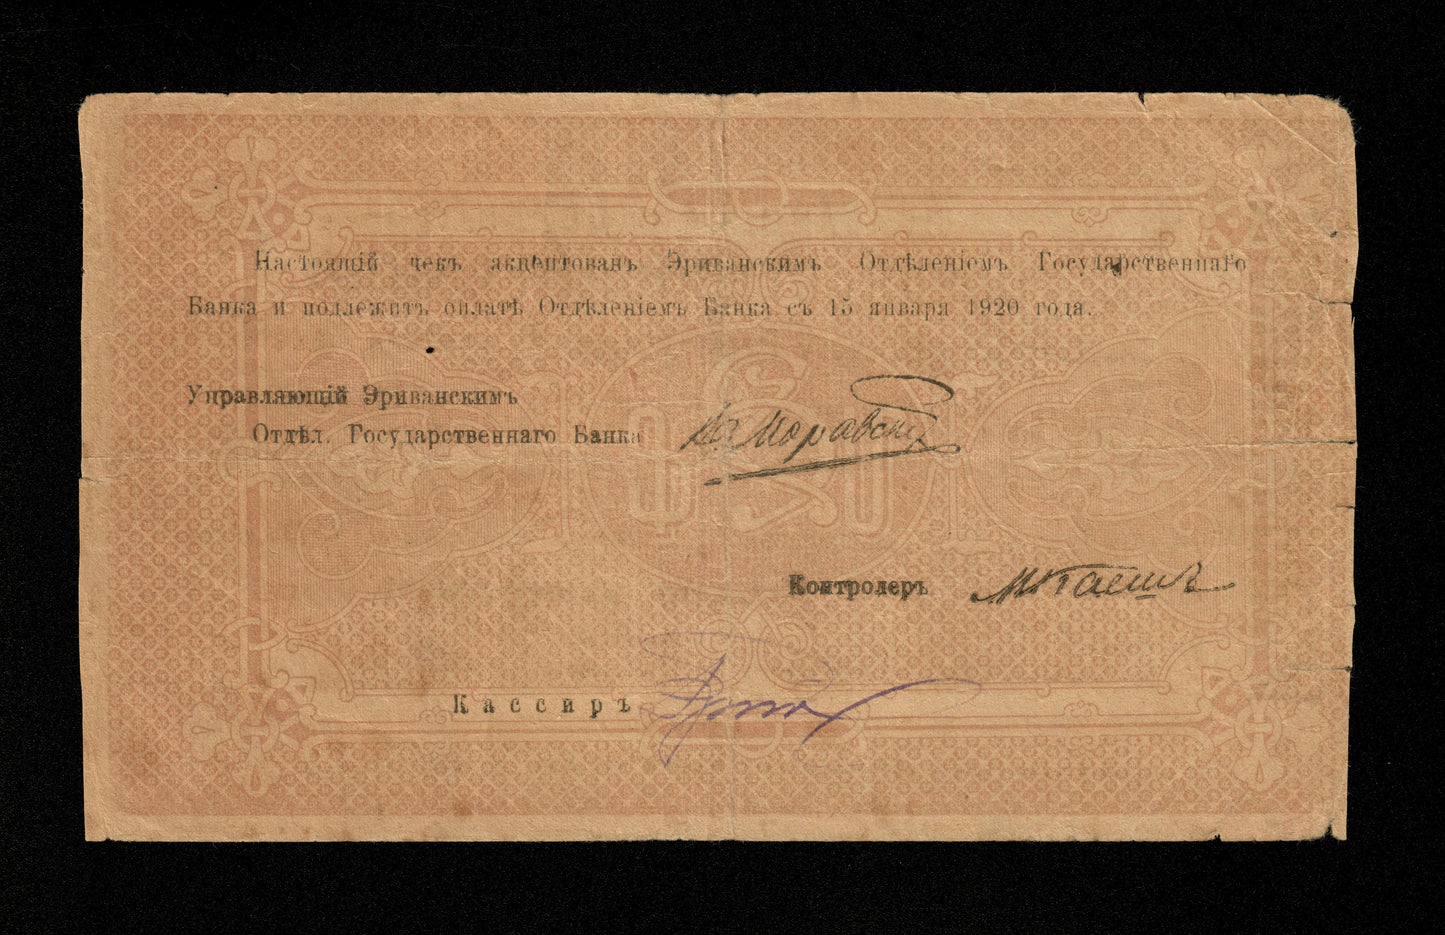 Настоящій чекъ акцептованъ Эриванскимъ Отдѣленіемъ Государственнаго
Банка и подлежитъ оплатѣ Отдѣленіемъ Банка съ 15 января 1920 года.
Управляющій Эриванскимъ
Отдѣл. Государственнаго Банка
Контролеръ
Кассиръ